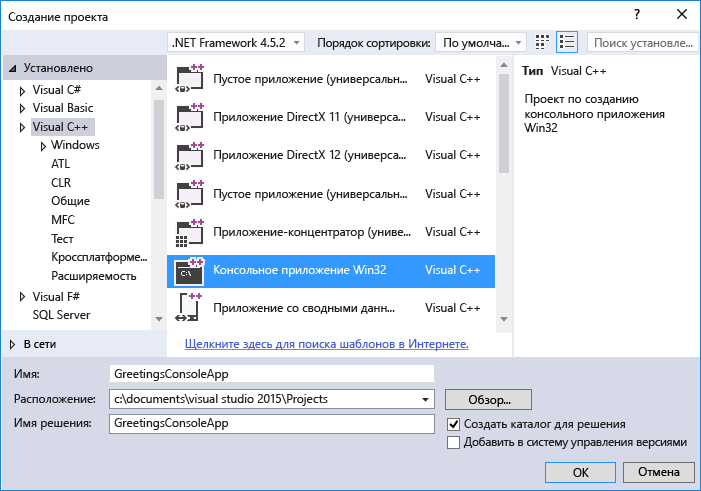 Создание проекта
? ✕
.NET Framework 4.5.2 Порядок сортировки: По умолча... Поиск установле...
Установлено
Visual C#
Visual Basic
Visual C++
Windows
ATL
CLR
Общие
MFC
Тест
Кроссплатформе...
Расширяемость
Visual F#
SQL Server
В сети
Пустое приложение (универсальн... Visual C++
Приложение DirectX 11 (универса... Visual C++
Приложение DirectX 12 (универса... Visual C++
Пустое приложение (универсальн... Visual C++
Приложение-концентратор (униве... Visual C++
Консольное приложение Win32 Visual C++
Приложение со сводными данн... Visual C++
Щелкните здесь для поиска шаблонов в Интернете.
Тип Visual C++
Проект по созданию
консольного приложения
Win32
Имя: GreetingsConsoleApp
Расположение: c:\documents\visual studio 2015\Projects Обзор...
Имя решения: GreetingsConsoleApp
Создать каталог для решения
Добавить в систему управления версиями
OK Отмена